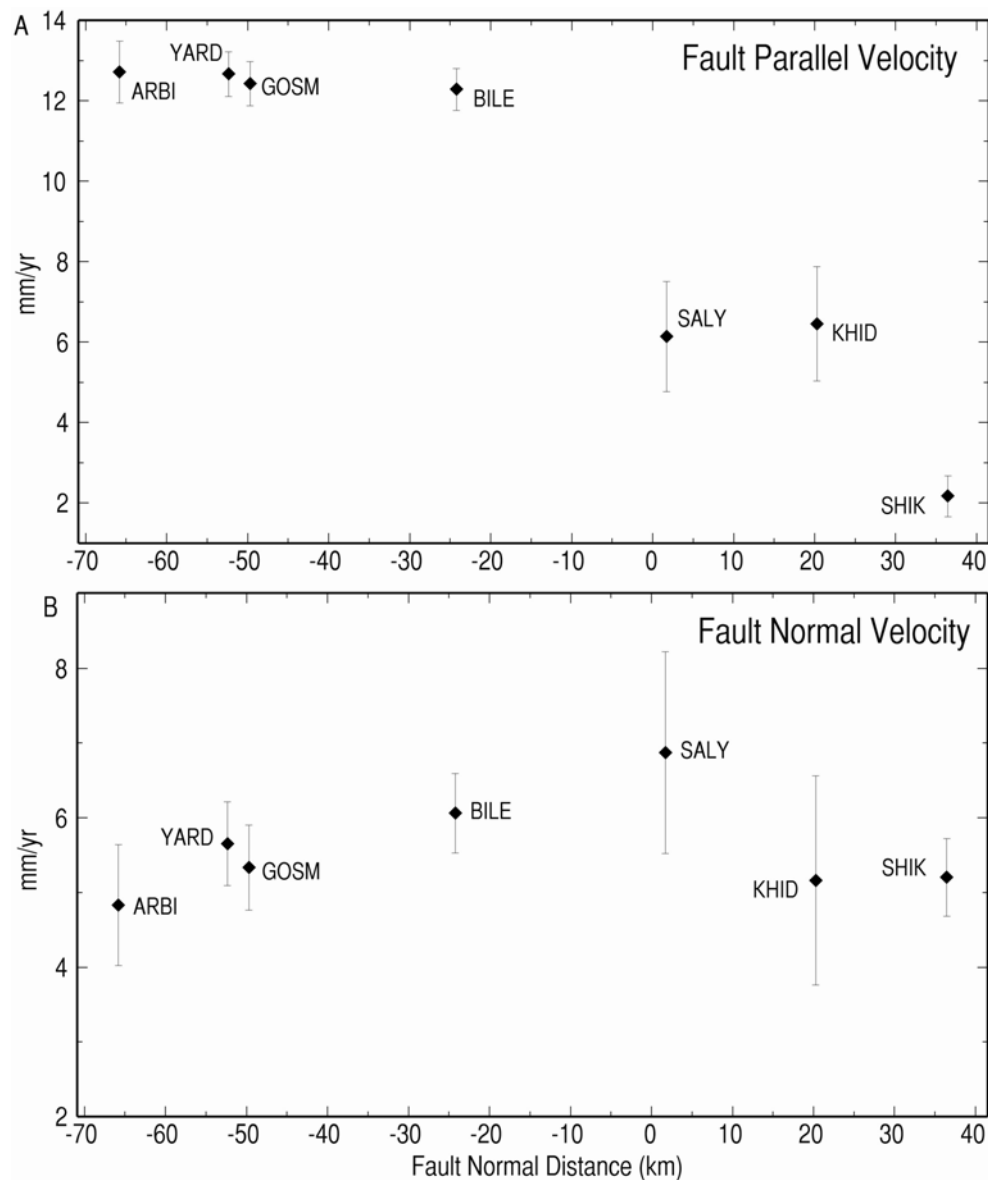 A
Fault Parallel Velocity
14
12
10
8
6
4
2
mm/yr
ARBI
YARD
GOSM
BILE
SALY
KHID
SHIK
-70 -60 -50 -40 -30 -20 -10 0 10 20 30 40
B
Fault Normal Velocity
8
6
4
2
mm/yr
ARBI
YARD
GOSM
BILE
SALY
KHID
SHIK
-70 -60 -50 -40 -30 -20 -10 0 10 20 30 40
Fault Normal Distance (km)